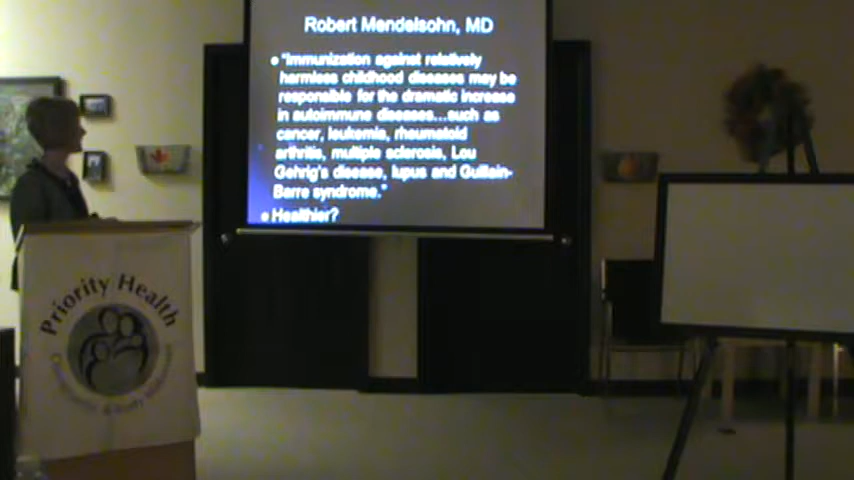 Robert Mendelsohn, MD
• "Immunization against relatively
harmless childhood diseases may be
responsible for the dramatic increase
in autoimmune diseases...such as
cancer, leukemia, rheumatoid
arthritis, multiple sclerosis, Lou
Gehrig's disease, lupus and Guillain-
Barre syndrome."
• Healthier?
Priority Health